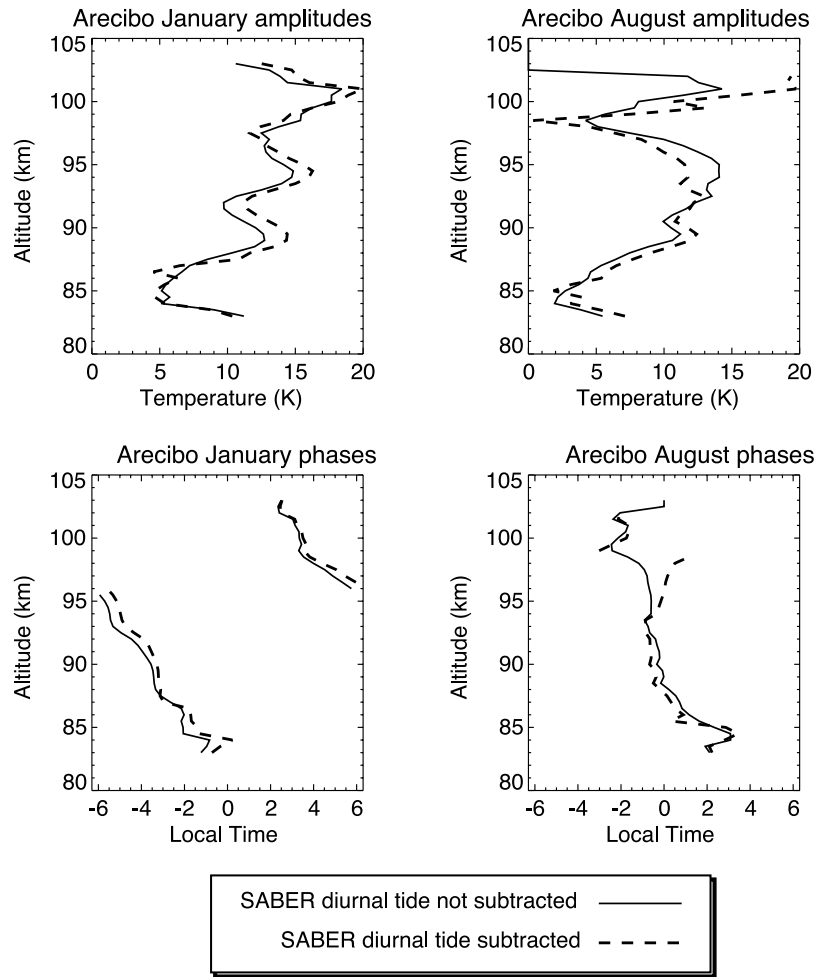 Arecibo January amplitudes
105
100
95
90
85
80
Altitude (km)
0 5 10 15 20
Temperature (K)
Arecibo August amplitudes
105
100
95
90
85
80
Altitude (km)
0 5 10 15 20
Temperature (K)
Arecibo January phases
105
100
95
90
85
80
Altitude (km)
-6 -4 -2 0 2 4 6
Local Time
Arecibo August phases
105
100
95
90
85
80
Altitude (km)
-6 -4 -2 0 2 4 6
Local Time
SABER diurnal tide not subtracted
SABER diurnal tide subtracted